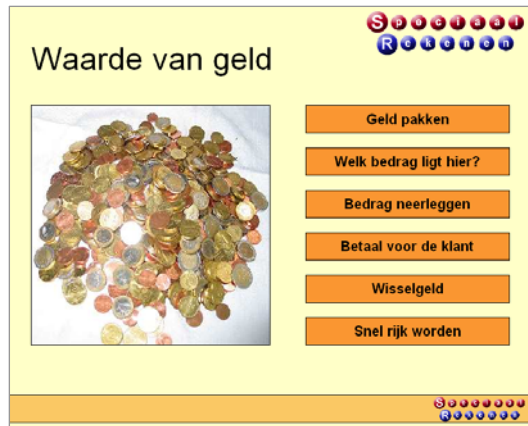 Speciaal
Rekenen
Waarde van geld
Geld pakken
Welk bedrag ligt hier?
Bedrag neerleggen
Betaal voor de klant
Wisselgeld
Snel rijk worden
Speciaal
Rekenen